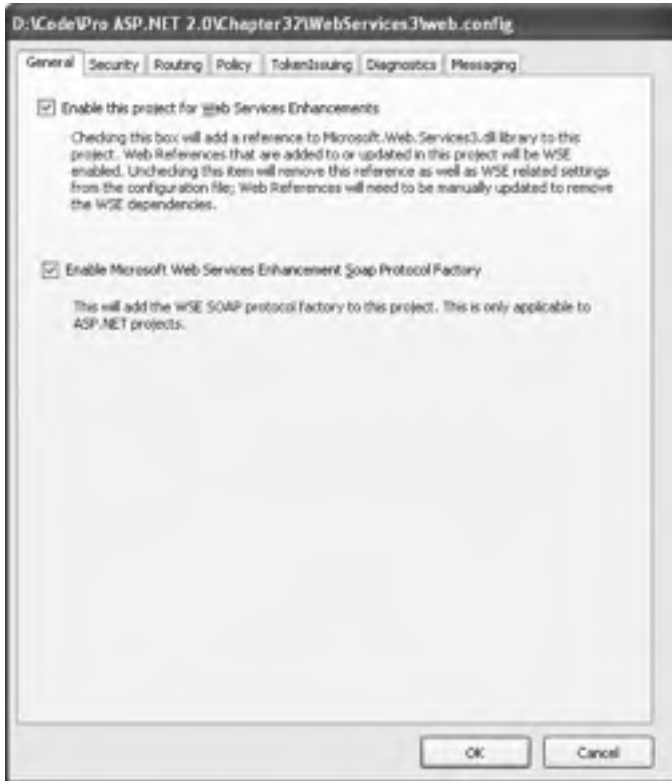 D:\Code\Pro ASP.NET 2.0\Chapter32\WebServices3\web.config
General Security Routing Policy TokenIssuing Diagnostics Messaging
Enable this project for Web Services Enhancements
Checking this box will add a reference to Microsoft.Web.Services3.dll library to this
project. Web References that are added to or updated in this project will be WSE
enabled. Unchecking this item will remove this reference as well as WSE related settings
from the configuration file; Web References will need to be manually updated to remove
the WSE dependencies.
Enable Microsoft Web Services Enhancement Soap Protocol Factory
This will add the WSE SOAP protocol factory to this project. This is only applicable to
ASP.NET projects.
OK Cancel